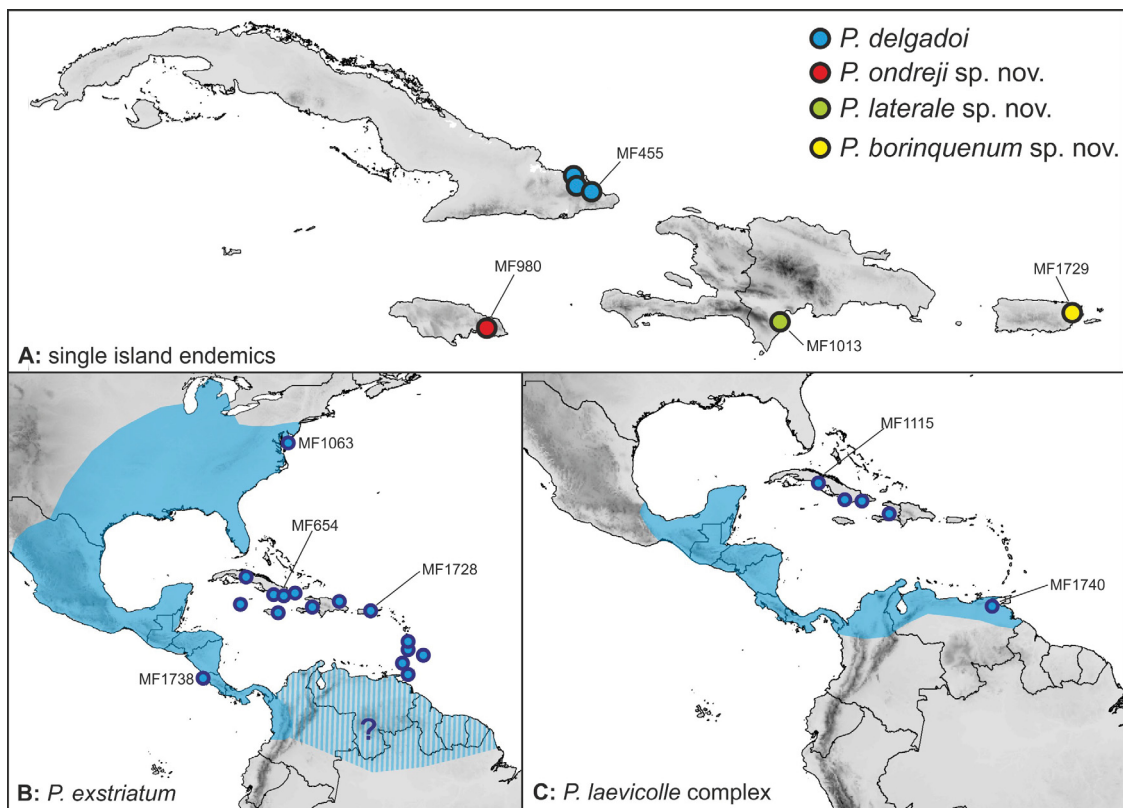 P. delgadoi
P. ondreji sp. nov.
P. laterale sp. nov.
P. borinquenum sp. nov.
MF455
MF980
MF1729
MF1013
A: single island endemics
MF1063
MF654
MF1728
MF1738
?
B: P. exstriatum
MF1115
MF1740
C: P. laevicolle complex